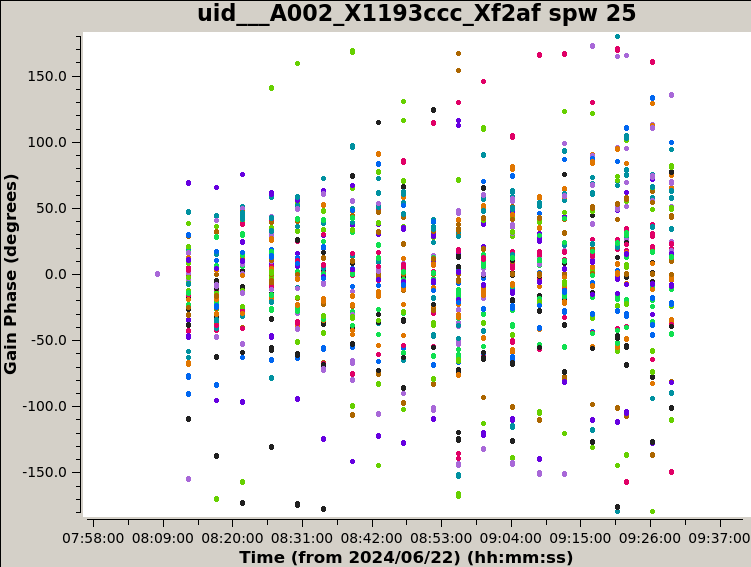 uid___A002_X1193ccc_Xf2af spw 25
Gain Phase (degrees)
150.0
100.0
50.0
0.0
-50.0
-100.0
-150.0
07:58:00 08:09:00 08:20:00 08:31:00 08:42:00 08:53:00 09:04:00 09:15:00 09:26:00 09:37:00
Time (from 2024/06/22) (hh:mm:ss)